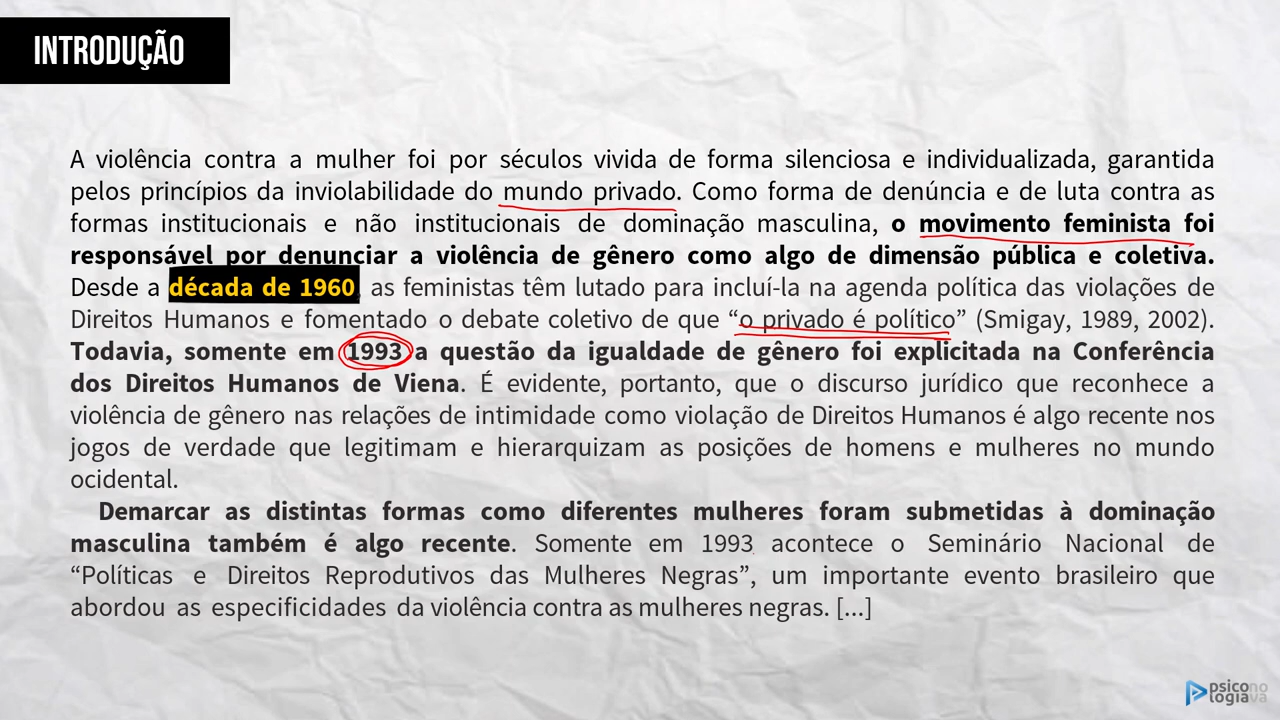 INTRODUÇÃO
A violência contra a mulher foi por séculos vivida de forma silenciosa e individualizada, garantida
pelos princípios da inviolabilidade do mundo privado. Como forma de denúncia e de luta contra as
formas institucionais e não institucionais de dominação masculina, o movimento feminista foi
responsável por denunciar a violência de gênero como algo de dimensão pública e coletiva.
Desde a década de 1960, as feministas têm lutado para incluí-la na agenda política das violações de
Direitos Humanos e fomentado o debate coletivo de que “o privado é político” (Smigay, 1989, 2002).
Todavia, somente em 1993 a questão da igualdade de gênero foi explicitada na Conferência
dos Direitos Humanos de Viena. É evidente, portanto, que o discurso jurídico que reconhece a
violência de gênero nas relações de intimidade como violação de Direitos Humanos é algo recente nos
jogos de verdade que legitimam e hierarquizam as posições de homens e mulheres no mundo
ocidental.
Demarcar as distintas formas como diferentes mulheres foram submetidas à dominação
masculina também é algo recente. Somente em 1993 acontece o Seminário Nacional de
“Políticas e Direitos Reprodutivos das Mulheres Negras”, um importante evento brasileiro que
abordou as especificidades da violência contra as mulheres negras. [...]
psicono
logiava